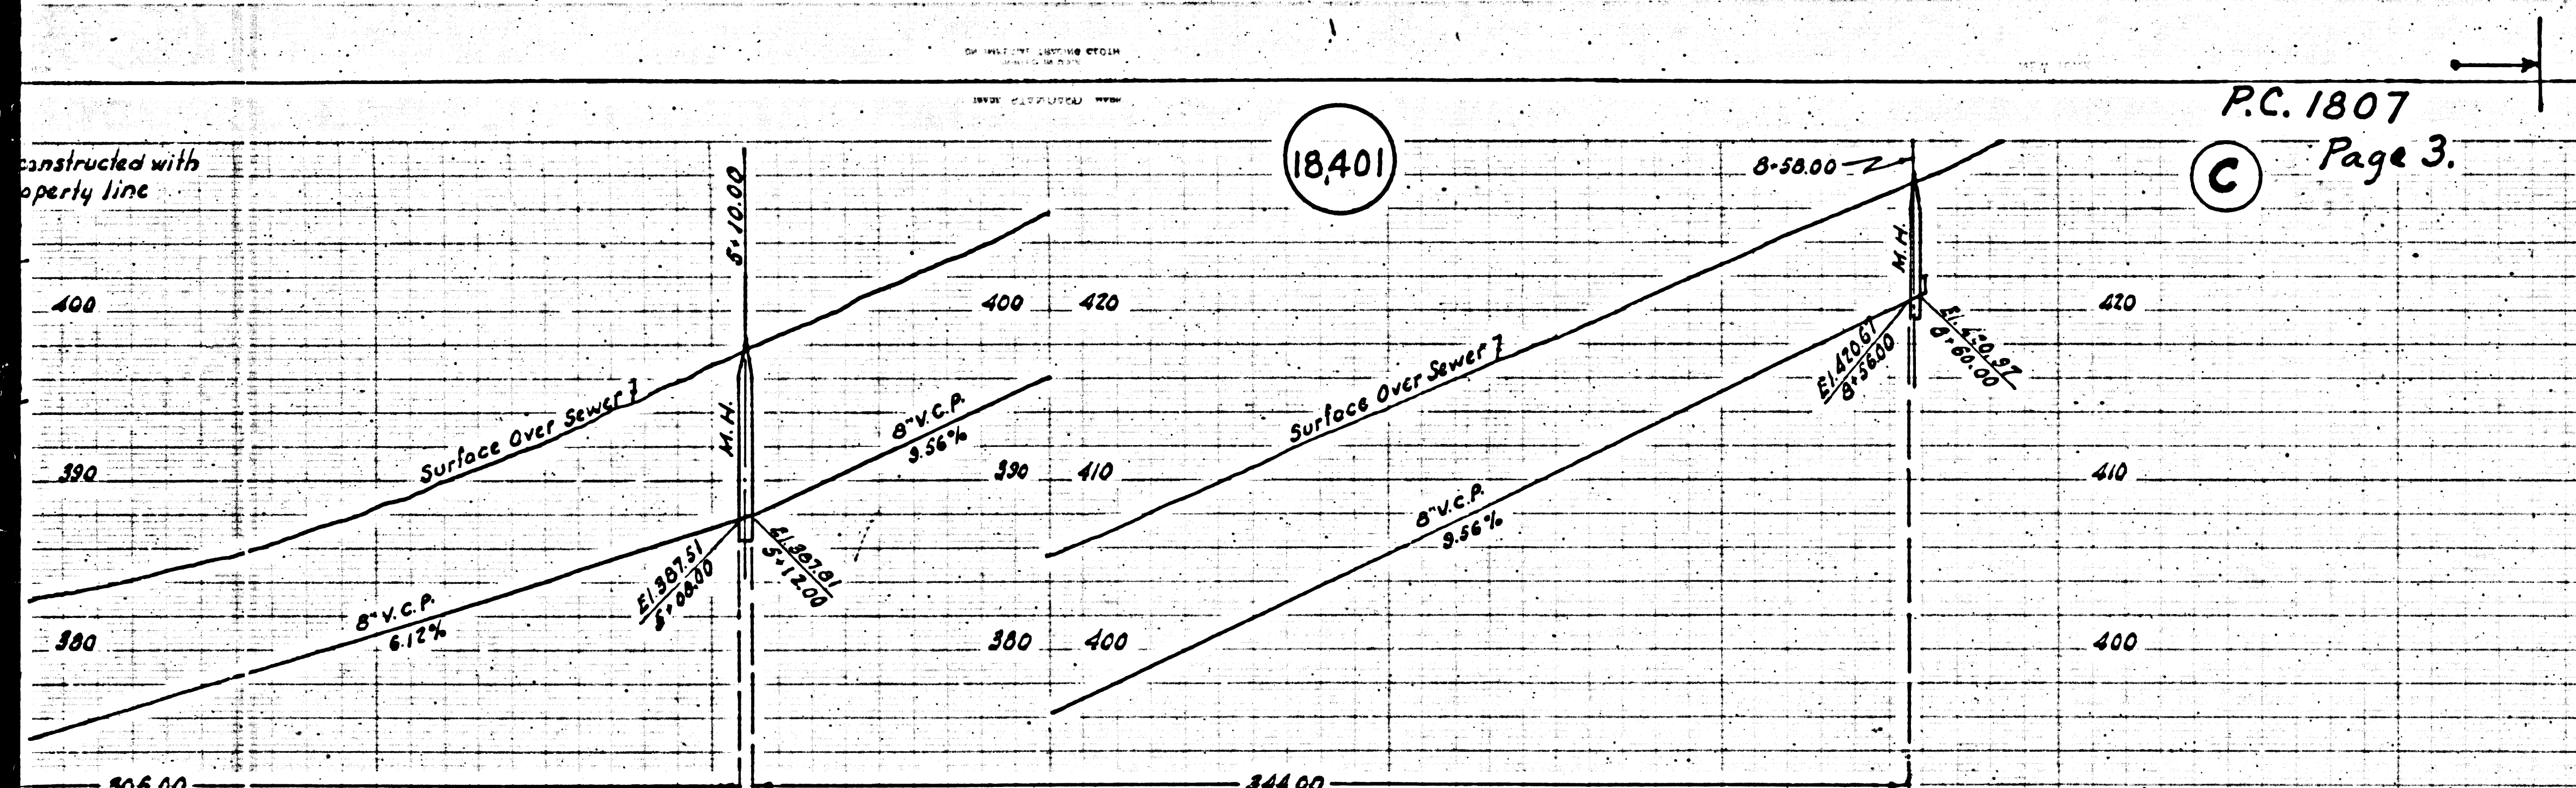 P.C. 1807
Page 3.
C
18,401
constructed with
operty line
5+10.00
8+58.00
M.H.
M.H.
400
400
420
420
390
390
410
410
380
380
400
400
Surface Over Sewer
Surface Over Sewer
8" V.C.P.
6.12%
8" V.C.P.
9.56%
8" V.C.P.
9.56%
El. 387.51
5+08.00
El. 387.81
5+12.00
El. 420.67
8+56.00
El. 420.97
8+60.00
306.00
344.00